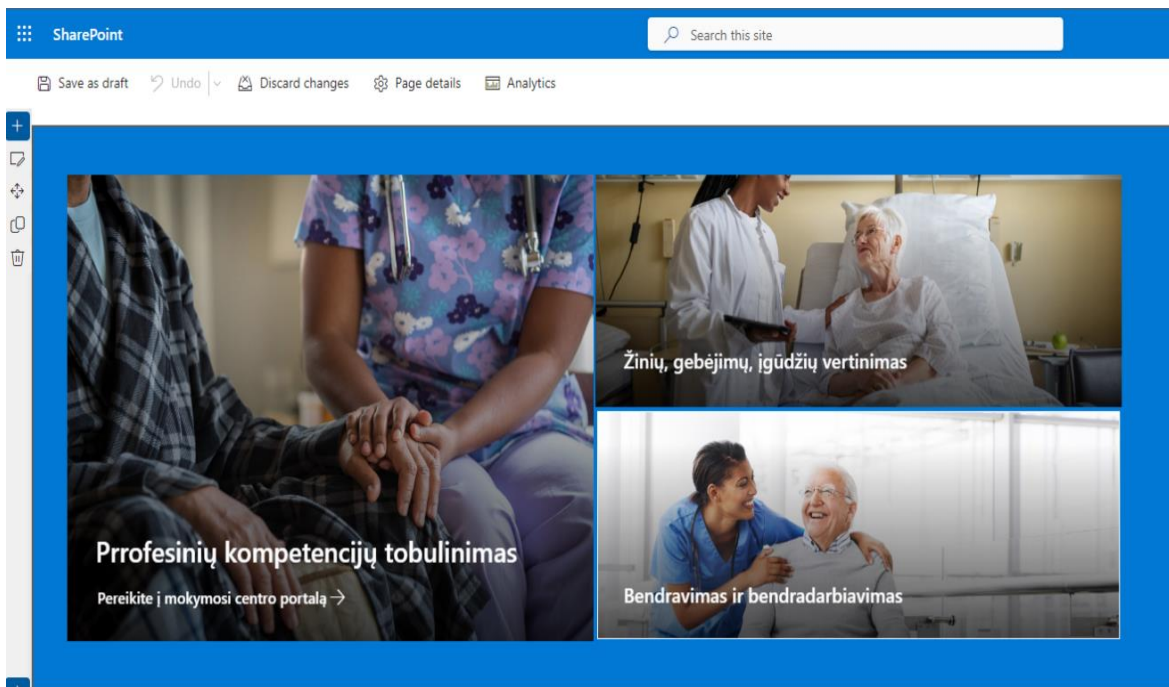 SharePoint
Search this site
Save as draft Undo Discard changes Page details Analytics
Žinių, gebėjimų, įgūdžių vertinimas
Prrofesinių kompetencijų tobulinimas
Pereikite į mokymosi centro portalą →
Bendravimas ir bendradarbiavimas